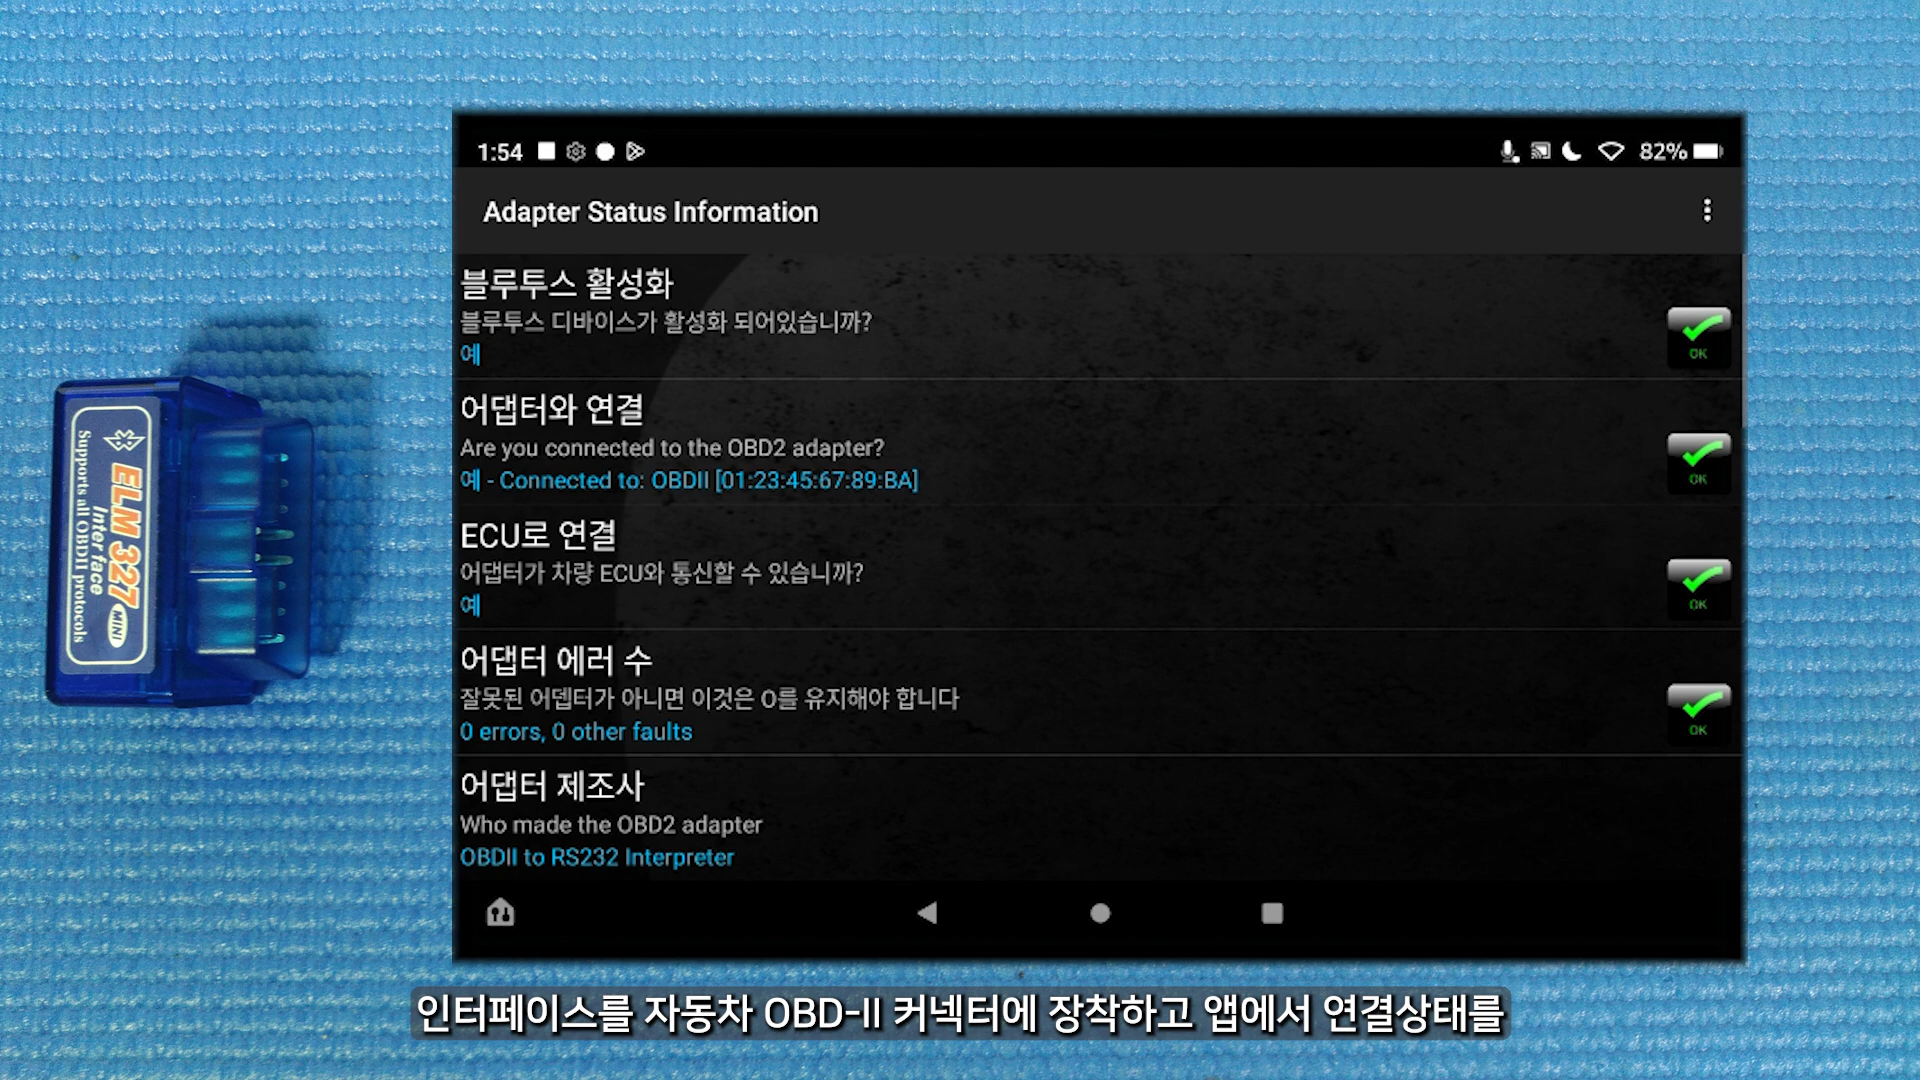 1:54
82%
Adapter Status Information
블루투스 활성화
블루투스 디바이스가 활성화 되어있습니까?
예
OK
어댑터와 연결
Are you connected to the OBD2 adapter?
예 - Connected to: OBDII [01:23:45:67:89:BA]
OK
ECU로 연결
어댑터가 차량 ECU와 통신할 수 있습니까?
예
OK
어댑터 에러 수
잘못된 어뎁터가 아니면 이것은 0를 유지해야 합니다
0 errors, 0 other faults
OK
어댑터 제조사
Who made the OBD2 adapter
OBDII to RS232 Interpreter
ELM 327
Interface
MINI
Supports all OBDII protocols
인터페이스를 자동차 OBD-II 커넥터에 장착하고 앱에서 연결상태를